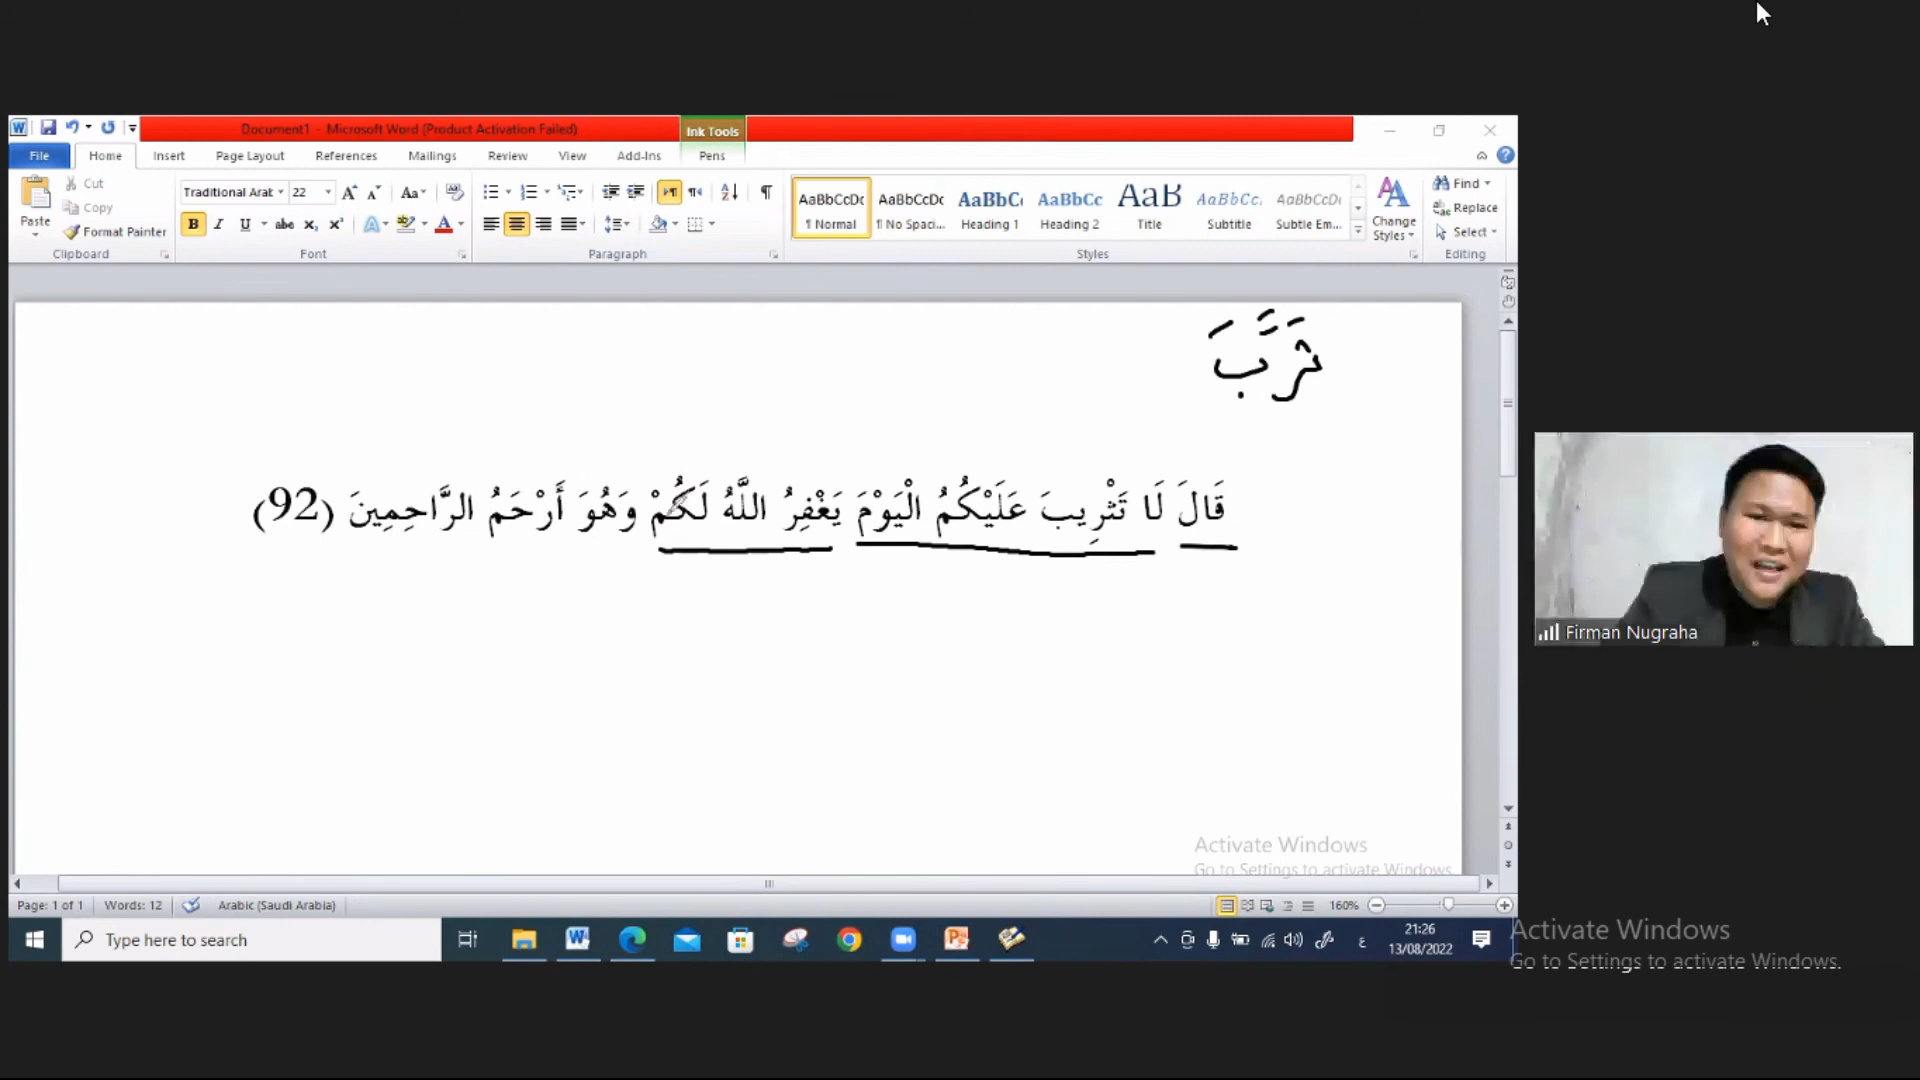 Document1 - Microsoft Word (Product Activation Failed)
Ink Tools
File Home Insert Page Layout References Mailings Review View Add-Ins Pens
Paste
Cut
Copy
Format Painter
Clipboard
Traditional Arat 22
Font
Paragraph
AaBbCcDc AaBbCcDc AaBbC AaBbCc AaB AaBbCc. AaBbCcDc
¶ Normal ¶ No Spaci... Heading 1 Heading 2 Title Subtitle Subtle Em...
Change Styles
Styles
Find
Replace
Select
Editing
ثَرَّبَ
قَالَ لَا تَثْرِيبَ عَلَيْكُمُ الْيَوْمَ يَغْفِرُ اللَّهُ لَكُمْ وَهُوَ أَرْحَمُ الرَّاحِمِينَ (92)
Firman Nugraha
Activate Windows
Go to Settings to activate Windows.
Page: 1 of 1 Words: 12 Arabic (Saudi Arabia) 160%
Type here to search
ع
21:26
13/08/2022
Activate Windows
Go to Settings to activate Windows.